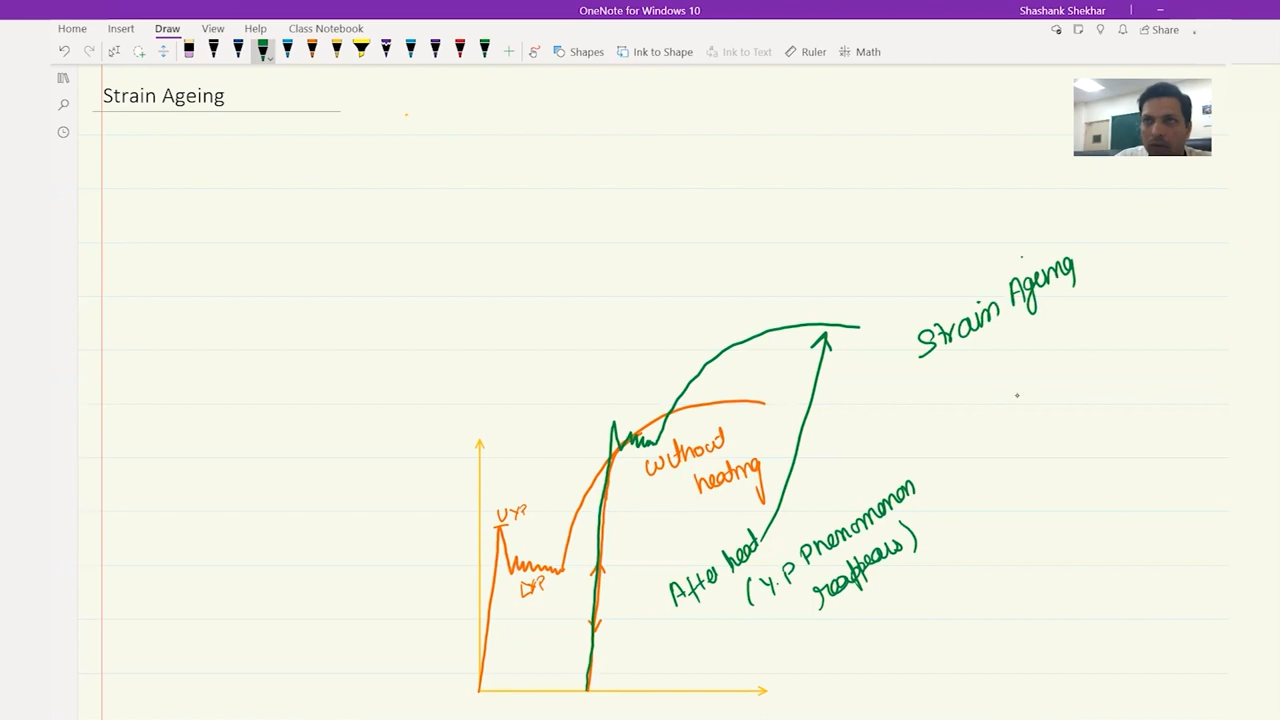 OneNote for Windows 10
Shashank Shekhar
Home Insert Draw View Help Class Notebook
Share
Shapes Ink to Shape Ink to Text Ruler Math
Strain Ageing
Strain Ageing
UYP
LYP
without
heating
After heat
(Y.P Phenomenon
reappears)